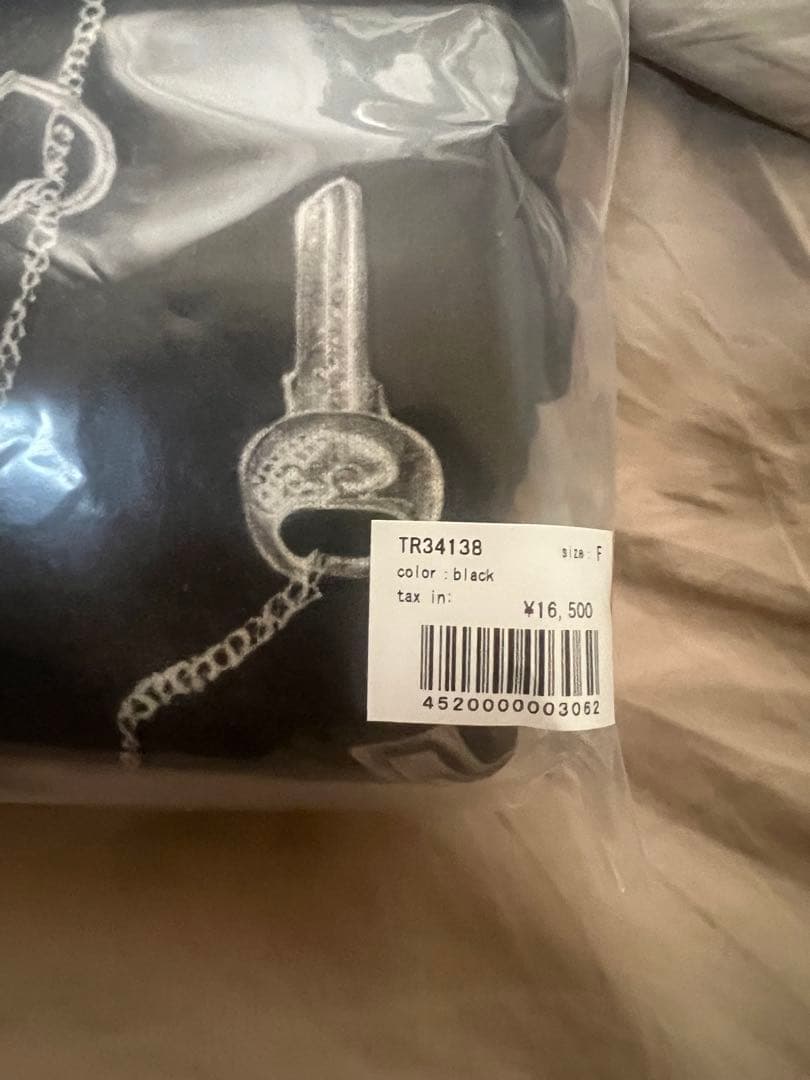 TR34138 size: F
color : black
tax in:
¥16,500
4520000003062